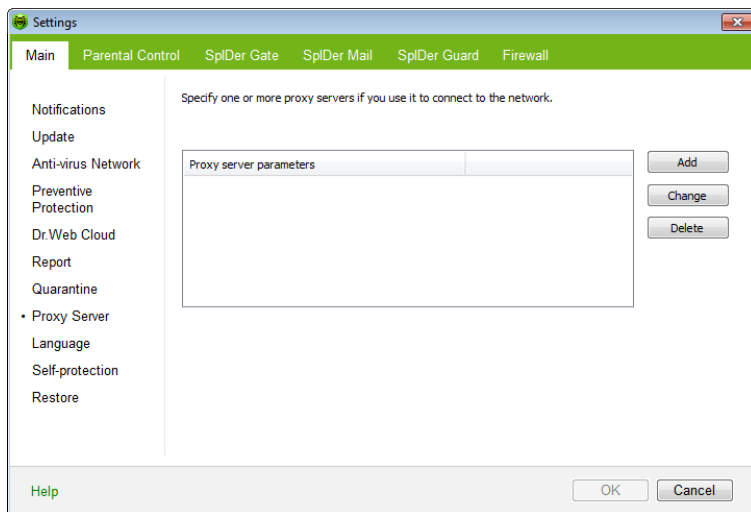 Settings
Main Parental Control SpIDer Gate SpIDer Mail SpIDer Guard Firewall
Notifications
Update
Anti-virus Network
Preventive
Protection
Dr.Web Cloud
Report
Quarantine
Proxy Server
Language
Self-protection
Restore
Specify one or more proxy servers if you use it to connect to the network.
Proxy server parameters
Add
Change
Delete
Help
OK Cancel